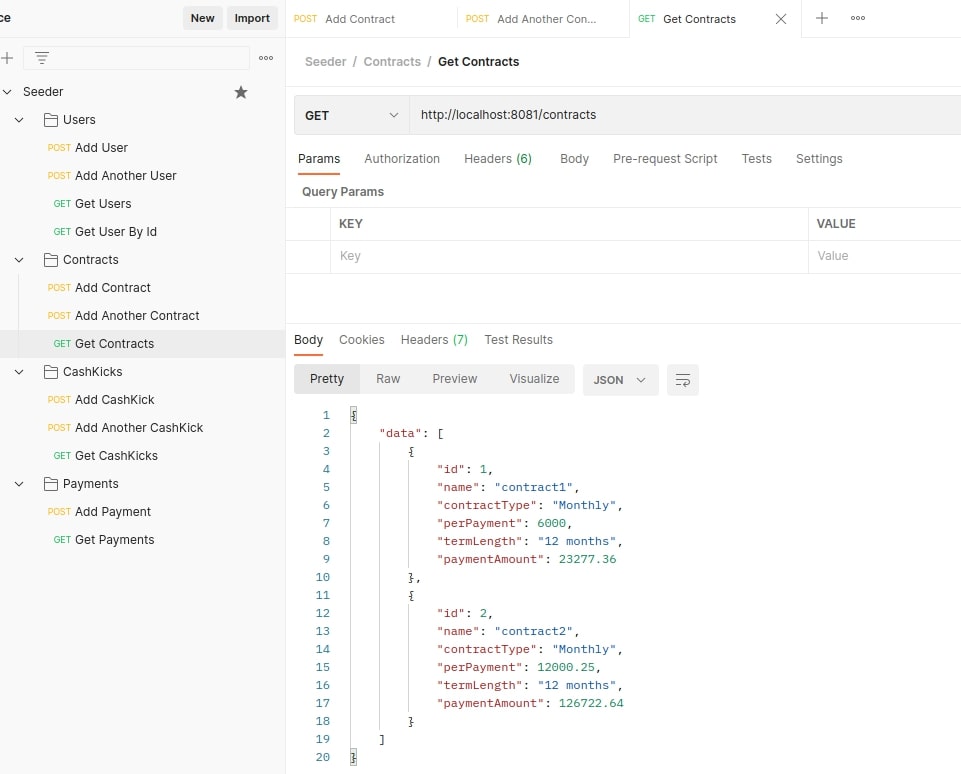 ce
New
Import
Seeder
Users
POST Add User
POST Add Another User
GET Get Users
GET Get User By Id
Contracts
POST Add Contract
POST Add Another Contract
GET Get Contracts
CashKicks
POST Add CashKick
POST Add Another CashKick
GET Get CashKicks
Payments
POST Add Payment
GET Get Payments
POST Add Contract
POST Add Another Con...
GET Get Contracts
Seeder / Contracts / Get Contracts
GET http://localhost:8081/contracts
Params Authorization Headers (6) Body Pre-request Script Tests Settings
Query Params
KEY VALUE
Key Value
Body Cookies Headers (7) Test Results
Pretty Raw Preview Visualize JSON
1 {
2 "data": [
3 {
4 "id": 1,
5 "name": "contract1",
6 "contractType": "Monthly",
7 "perPayment": 6000,
8 "termLength": "12 months",
9 "paymentAmount": 23277.36
10 },
11 {
12 "id": 2,
13 "name": "contract2",
14 "contractType": "Monthly",
15 "perPayment": 12000.25,
16 "termLength": "12 months",
17 "paymentAmount": 126722.64
18 }
19 ]
20 }